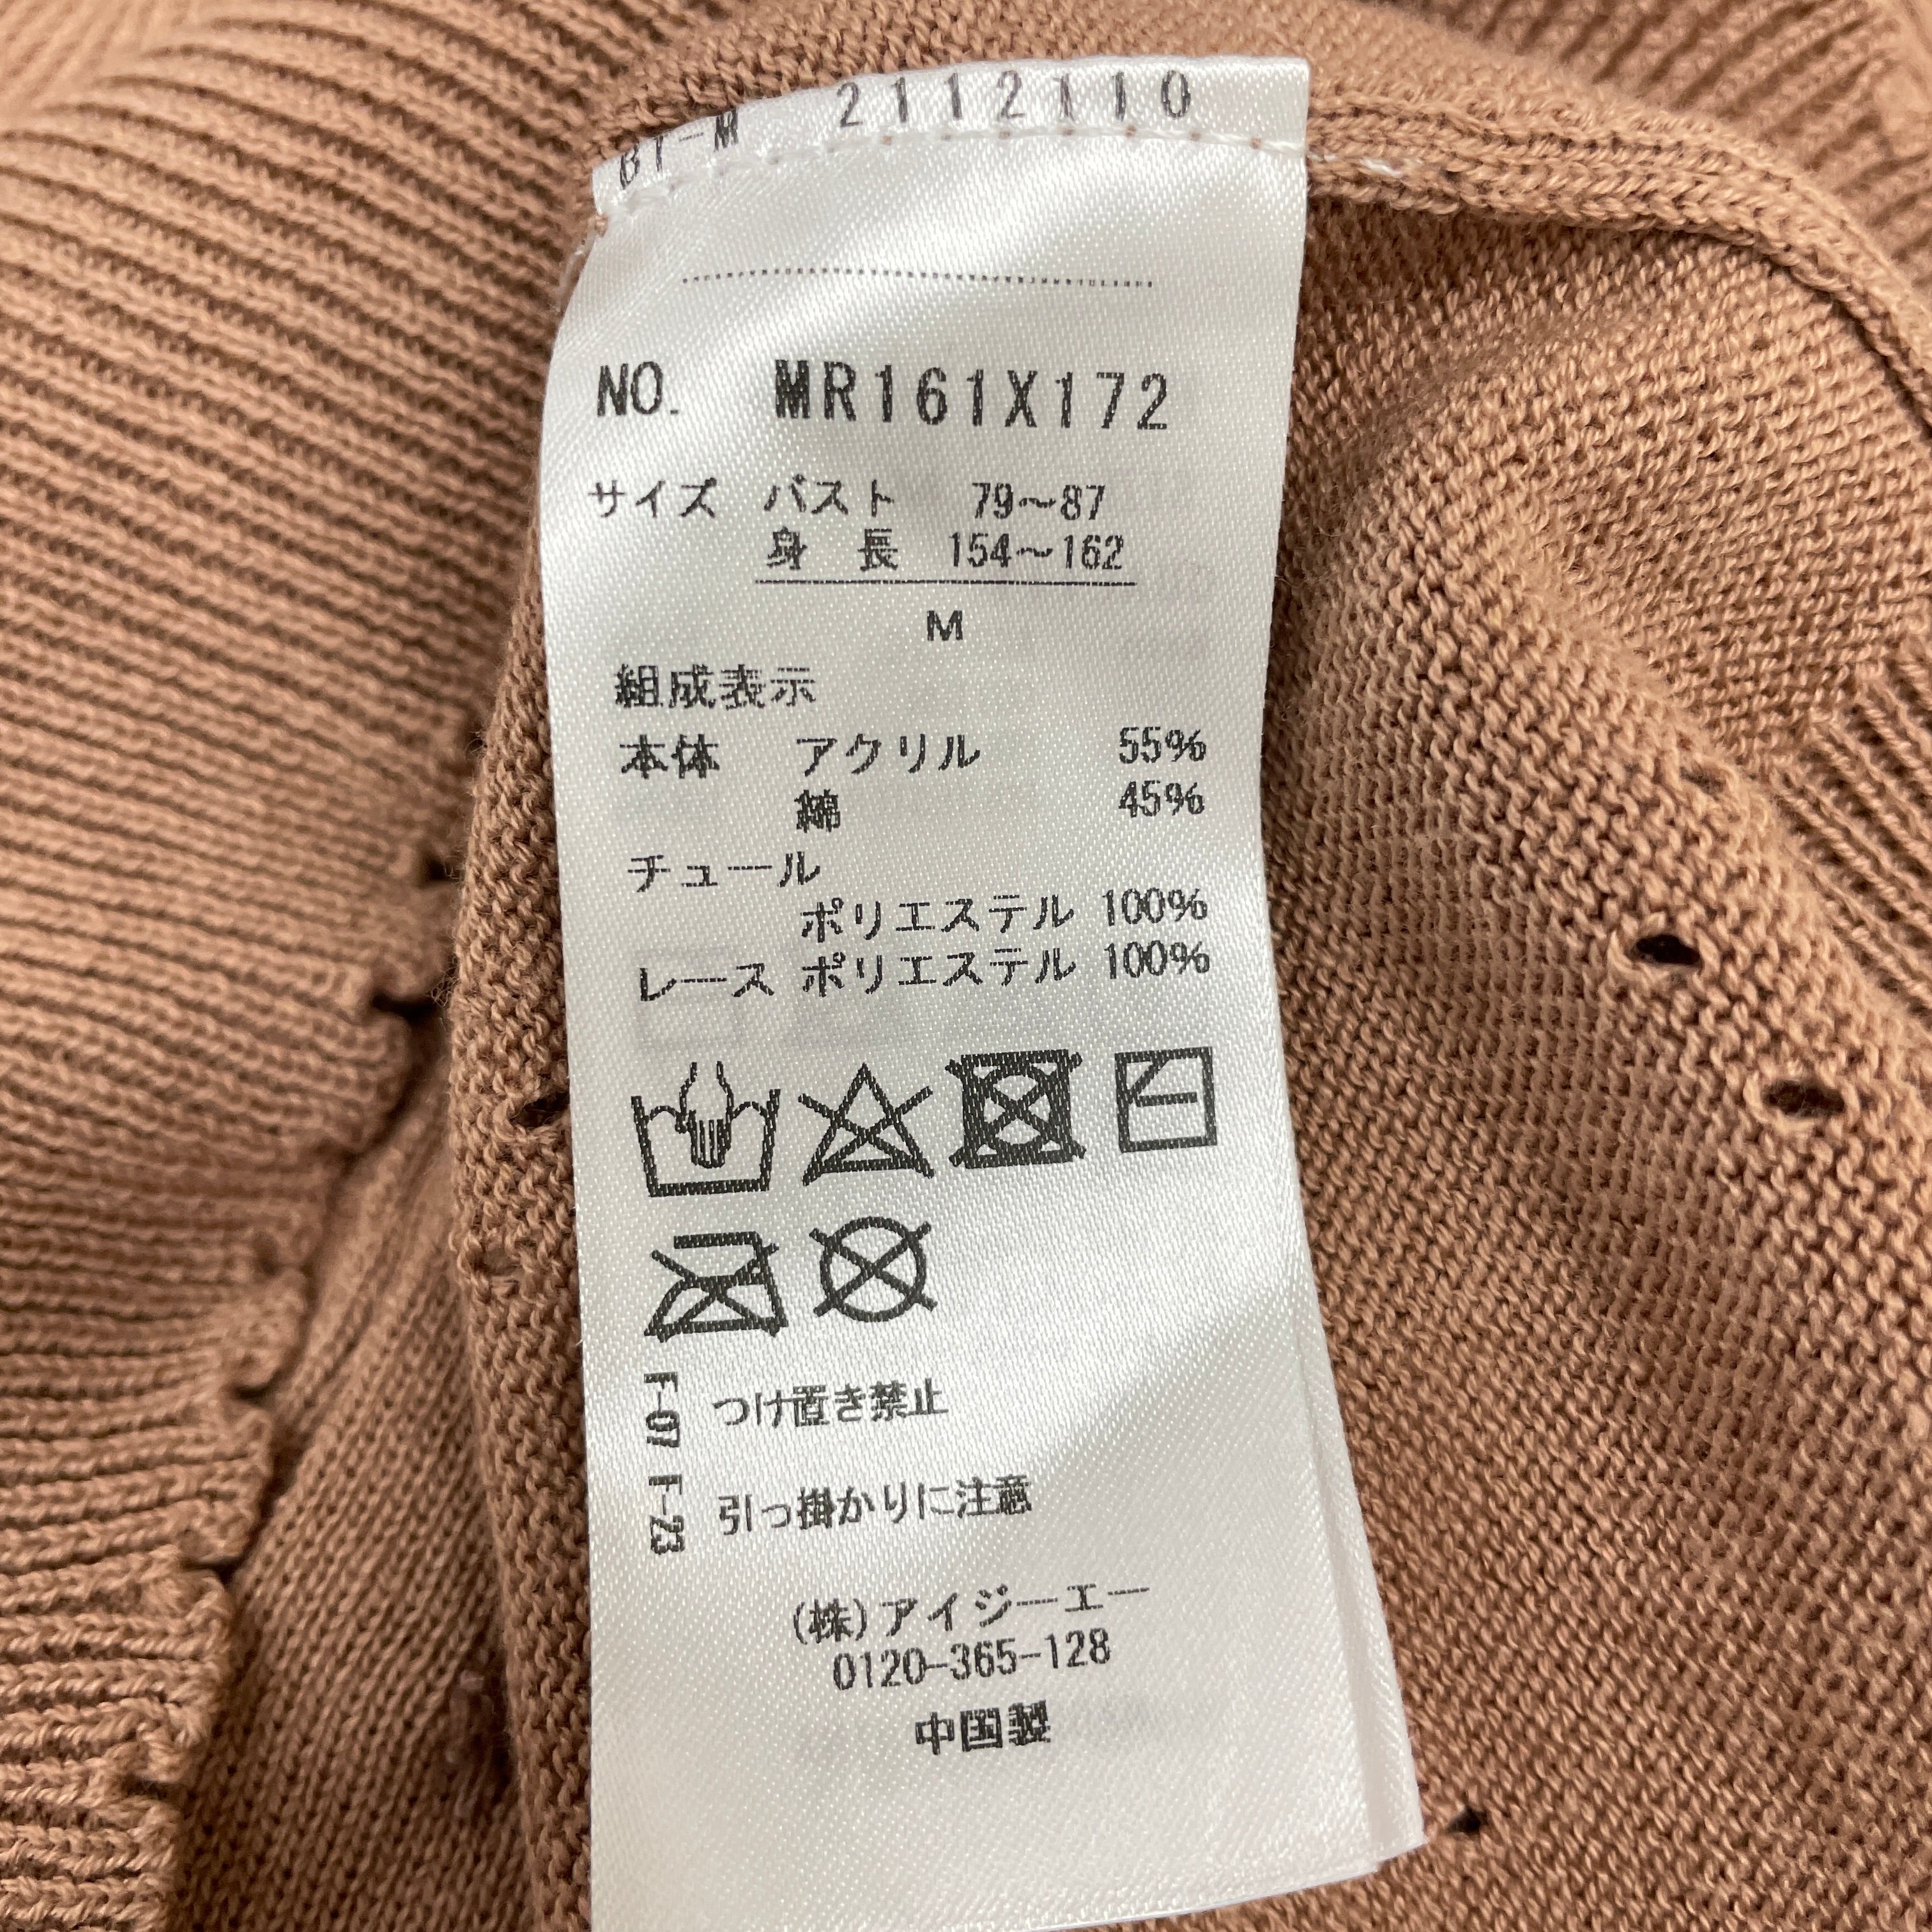 BT-M 2112110
NO. MR161X172
サイズ バスト 79〜87
身 長 154〜162
M
組成表示
本体 アクリル 55%
綿 45%
チュール
ポリエステル 100%
レース ポリエステル 100%
F-07 つけ置き禁止
F-23 引っ掛かりに注意
(株)アイジーエー
0120-365-128
中国製